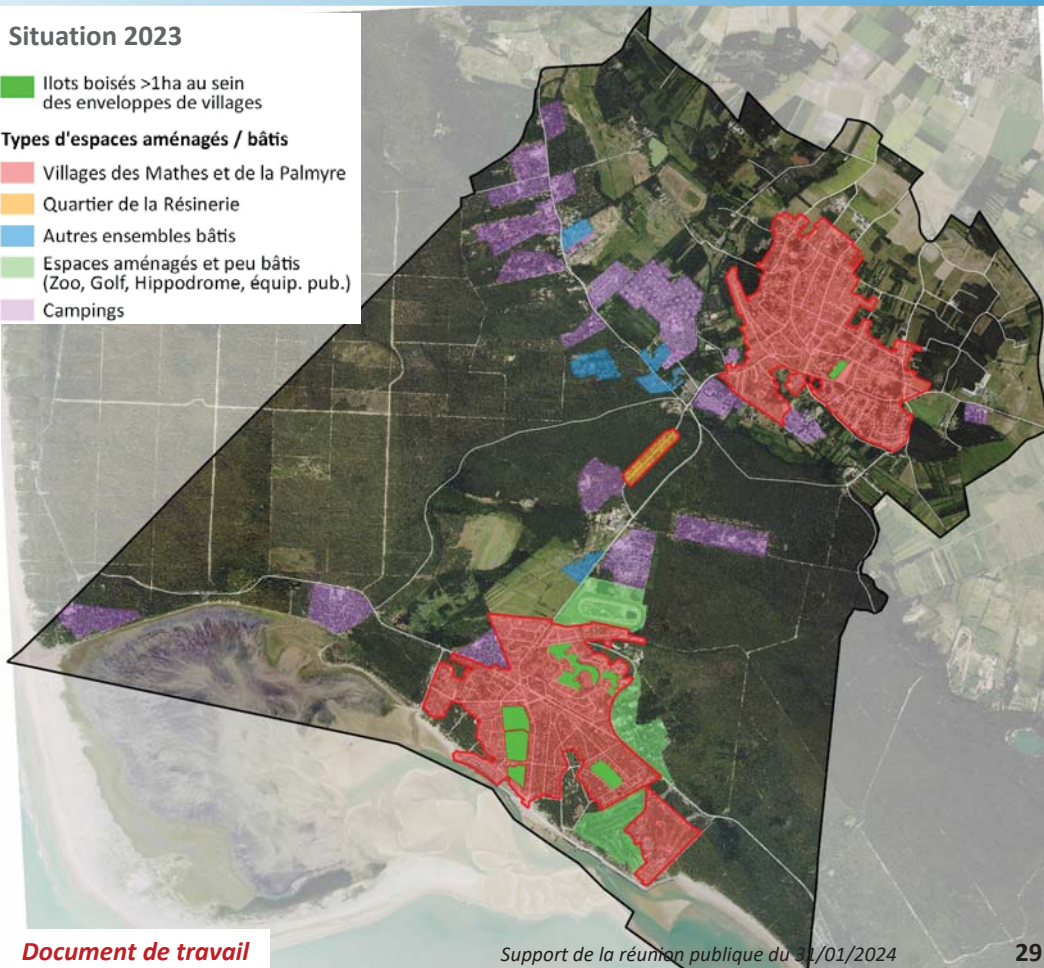 Situation 2023
Ilots boisés >1ha au sein
des enveloppes de villages
Types d'espaces aménagés / bâtis
Villages des Mathes et de la Palmyre
Quartier de la Résinerie
Autres ensembles bâtis
Espaces aménagés et peu bâtis
(Zoo, Golf, Hippodrome, équip. pub.)
Campings
Document de travail
Support de la réunion publique du 31/01/2024
29